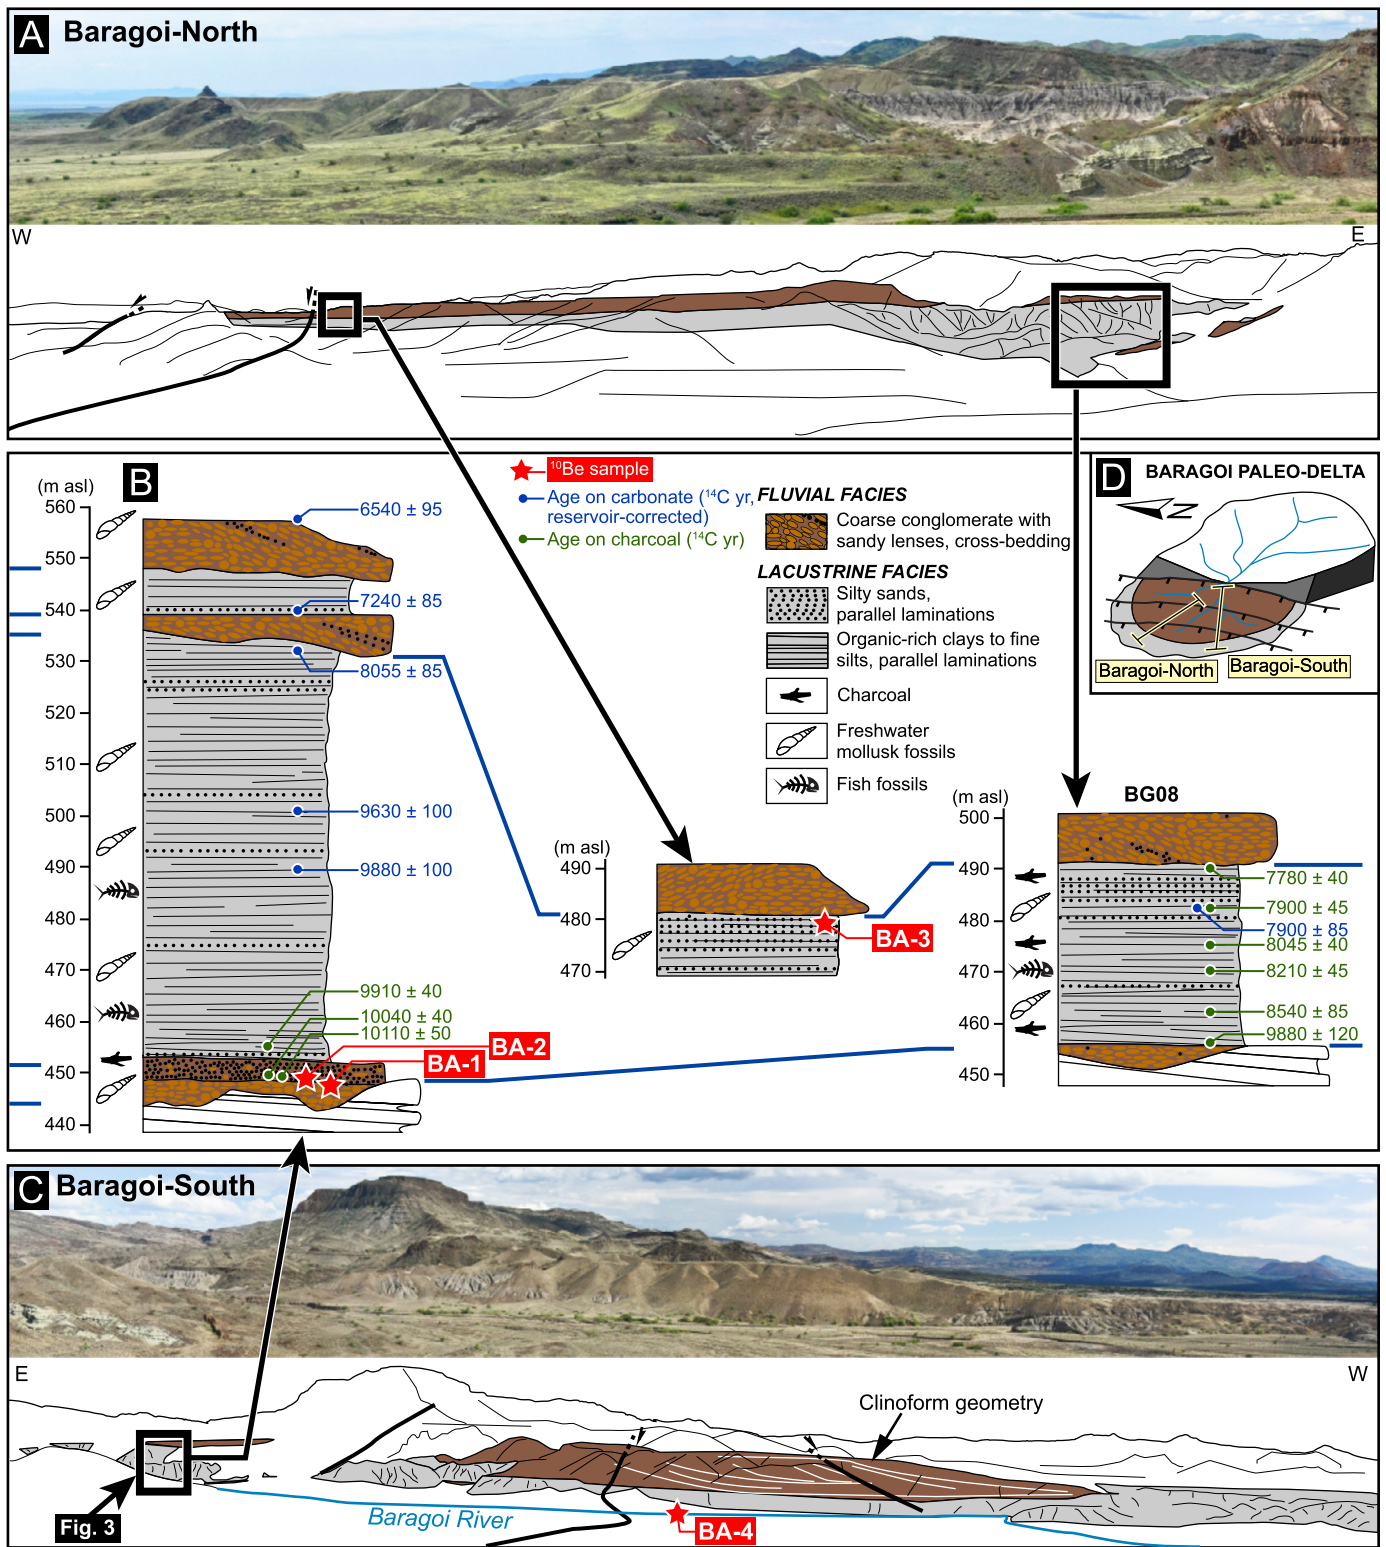 A Baragoi-North
W
E
B
(m asl)
560
550
540
530
520
510
500
490
480
470
460
450
440
6540 ± 95
7240 ± 85
8055 ± 85
9630 ± 100
9880 ± 100
9910 ± 40
10040 ± 40
10110 ± 50
BA-2
BA-1
10Be sample
Age on carbonate (14C yr,
reservoir-corrected)
Age on charcoal (14C yr)
FLUVIAL FACIES
Coarse conglomerate with
sandy lenses, cross-bedding
LACUSTRINE FACIES
Silty sands,
parallel laminations
Organic-rich clays to fine
silts, parallel laminations
Charcoal
Freshwater
mollusk fossils
Fish fossils
D BARAGOI PALEO-DELTA
N
Baragoi-North
Baragoi-South
(m asl)
490
480
470
BA-3
(m asl)
BG08
500
490
480
470
460
450
7780 ± 40
7900 ± 45
7900 ± 85
8045 ± 40
8210 ± 45
8540 ± 85
9880 ± 120
C Baragoi-South
E
W
Clinoform geometry
Fig. 3
Baragoi River
BA-4